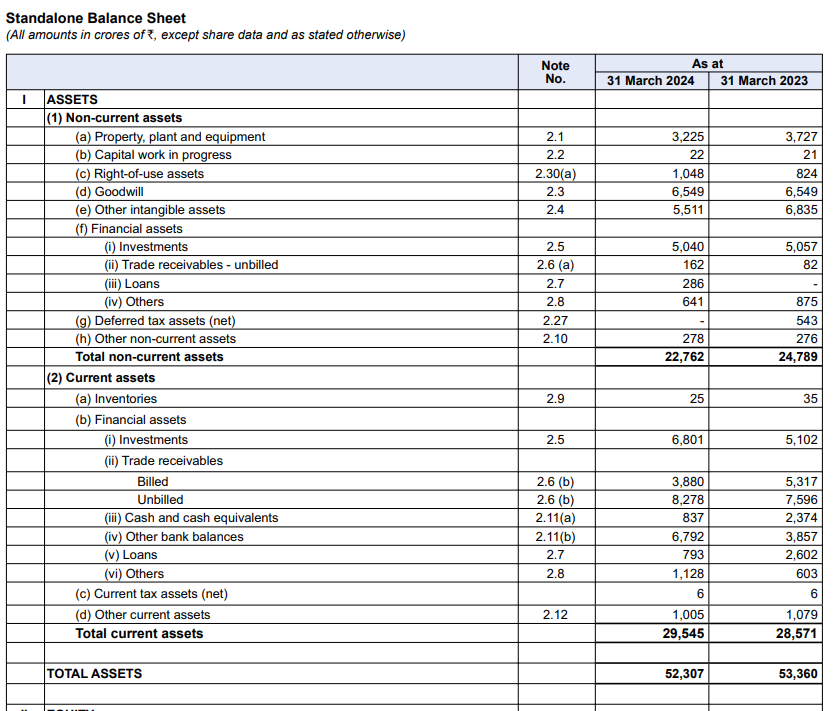 Standalone Balance Sheet
(All amounts in crores of ₹, except share data and as stated otherwise)
Note No. As at
31 March 2024 31 March 2023
I ASSETS
(1) Non-current assets
(a) Property, plant and equipment 2.1 3,225 3,727
(b) Capital work in progress 2.2 22 21
(c) Right-of-use assets 2.30(a) 1,048 824
(d) Goodwill 2.3 6,549 6,549
(e) Other intangible assets 2.4 5,511 6,835
(f) Financial assets
(i) Investments 2.5 5,040 5,057
(ii) Trade receivables - unbilled 2.6 (a) 162 82
(iii) Loans 2.7 286 -
(iv) Others 2.8 641 875
(g) Deferred tax assets (net) 2.27 - 543
(h) Other non-current assets 2.10 278 276
Total non-current assets 22,762 24,789
(2) Current assets
(a) Inventories 2.9 25 35
(b) Financial assets
(i) Investments 2.5 6,801 5,102
(ii) Trade receivables
Billed 2.6 (b) 3,880 5,317
Unbilled 2.6 (b) 8,278 7,596
(iii) Cash and cash equivalents 2.11(a) 837 2,374
(iv) Other bank balances 2.11(b) 6,792 3,857
(v) Loans 2.7 793 2,602
(vi) Others 2.8 1,128 603
(c) Current tax assets (net) 6 6
(d) Other current assets 2.12 1,005 1,079
Total current assets 29,545 28,571
TOTAL ASSETS 52,307 53,360